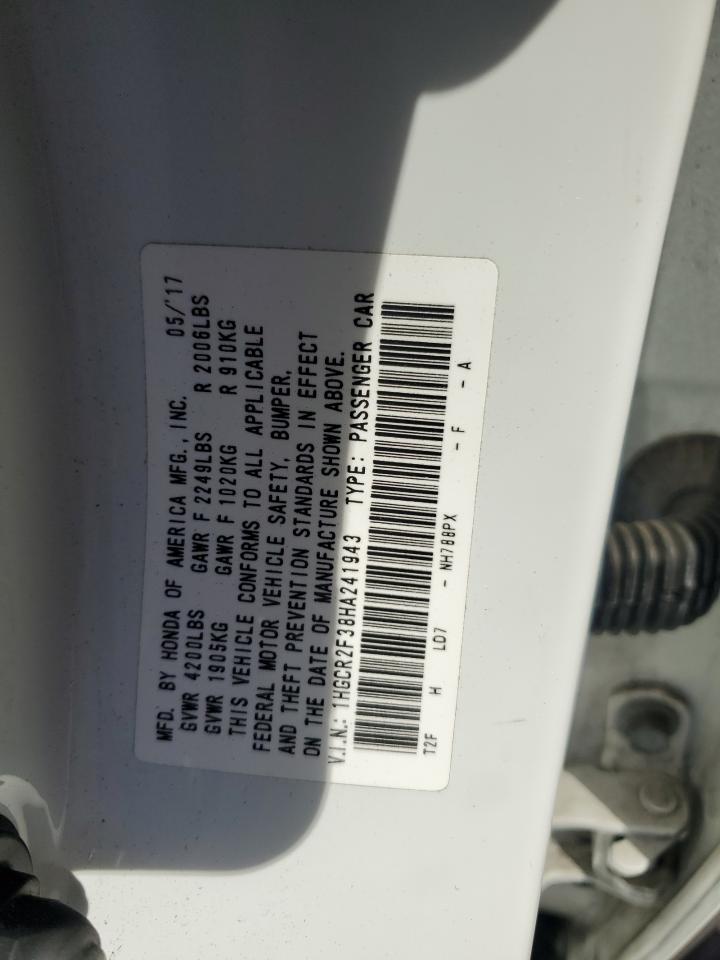 MFD. BY HONDA OF AMERICA MFG., INC. 05/'17
GVWR 4200LBS GAWR F 2249LBS R 2006LBS
GVWR 1905KG GAWR F 1020KG R 910KG
THIS VEHICLE CONFORMS TO ALL APPLICABLE
FEDERAL MOTOR VEHICLE SAFETY, BUMPER,
AND THEFT PREVENTION STANDARDS IN EFFECT
ON THE DATE OF MANUFACTURE SHOWN ABOVE.
V.I.N.: 1HGCR2F38HA241943 TYPE: PASSENGER CAR
T2F H LD7 - NH788PX - F - A